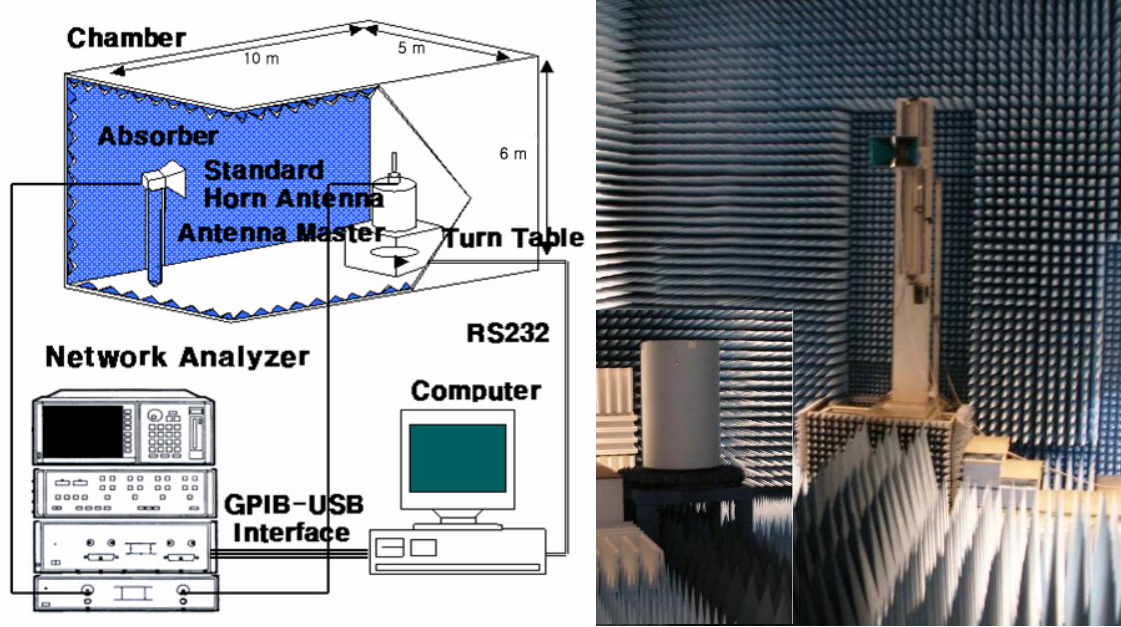 Chamber
10 m
5 m
Absorber
6 m
Standard
Horn Antenna
Antenna Master
Turn Table
RS232
Network Analyzer
Computer
GPIB-USB
Interface